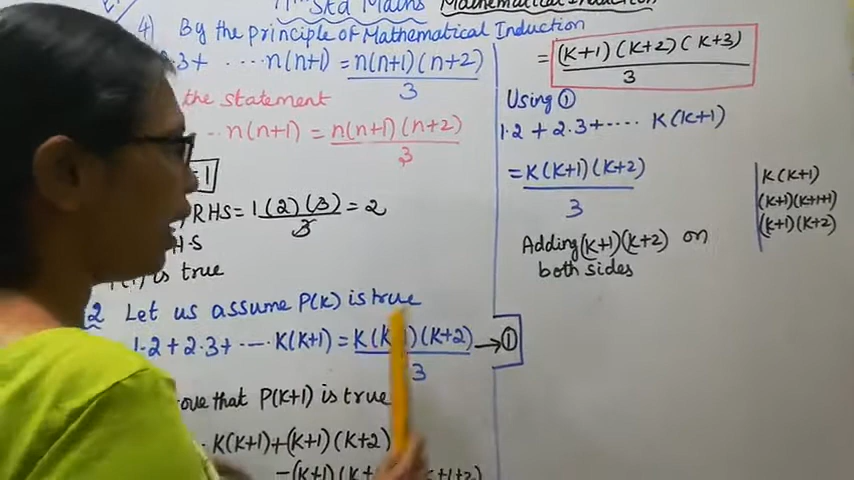 11th Std Maths Mathematical Induction
4) By the principle of Mathematical Induction
2.3+ ....n(n+1) = n(n+1)(n+2)
3
the statement
.. n(n+1) = n(n+1)(n+2)
3
RHS= 1(2)(3) = 2
3
is true
2 Let us assume P(K) is true
1.2+2.3+ .... K(K+1) = K(K+1)(K+2) → ①
3
that P(K+1) is true
K(K+1)+(K+1)(K+2)
= (K+1)(K+2)(K+3)
3
Using ①
1.2 + 2.3+.... K(K+1)
= K(K+1)(K+2)
3
Adding (K+1)(K+2) on
both sides
K(K+1)
(K+1)(K+1+1)
(K+1)(K+2)